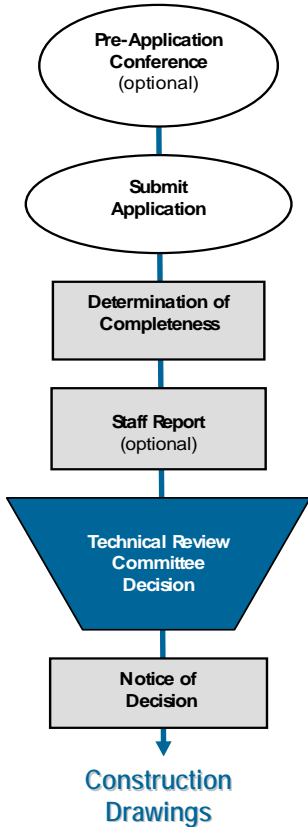 Pre-Application
Conference
(optional)
Submit
Application
Determination of
Completeness
Staff Report
(optional)
Technical Review
Committee
Decision
Notice of
Decision
Construction
Drawings